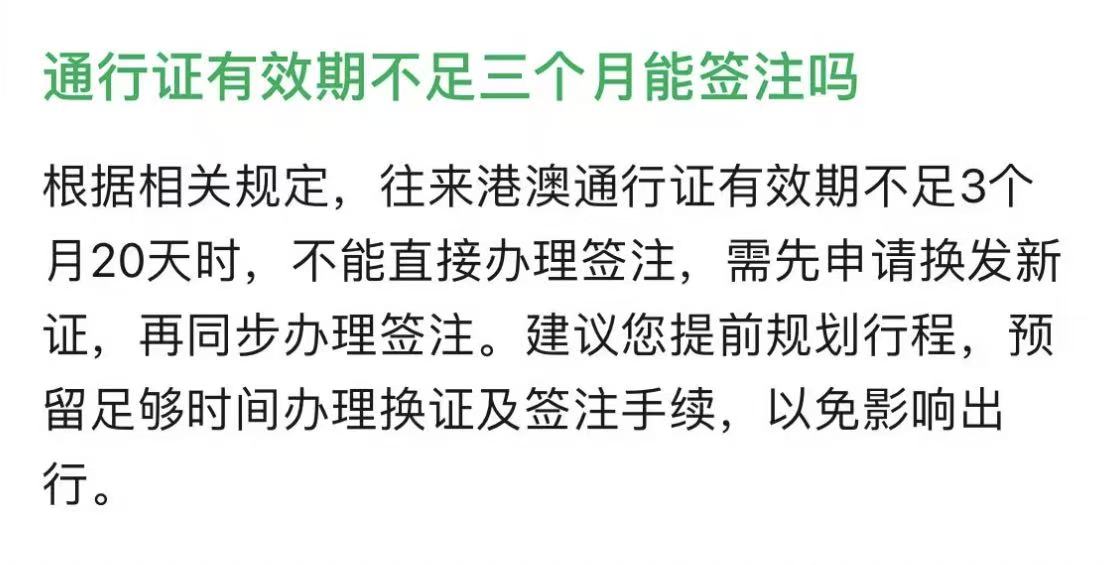 通行证有效期不足三个月能签注吗
根据相关规定，往来港澳通行证有效期不足3个
月20天时，不能直接办理签注，需先申请换发新
证，再同步办理签注。建议您提前规划行程，预
留足够时间办理换证及签注手续，以免影响出
行。